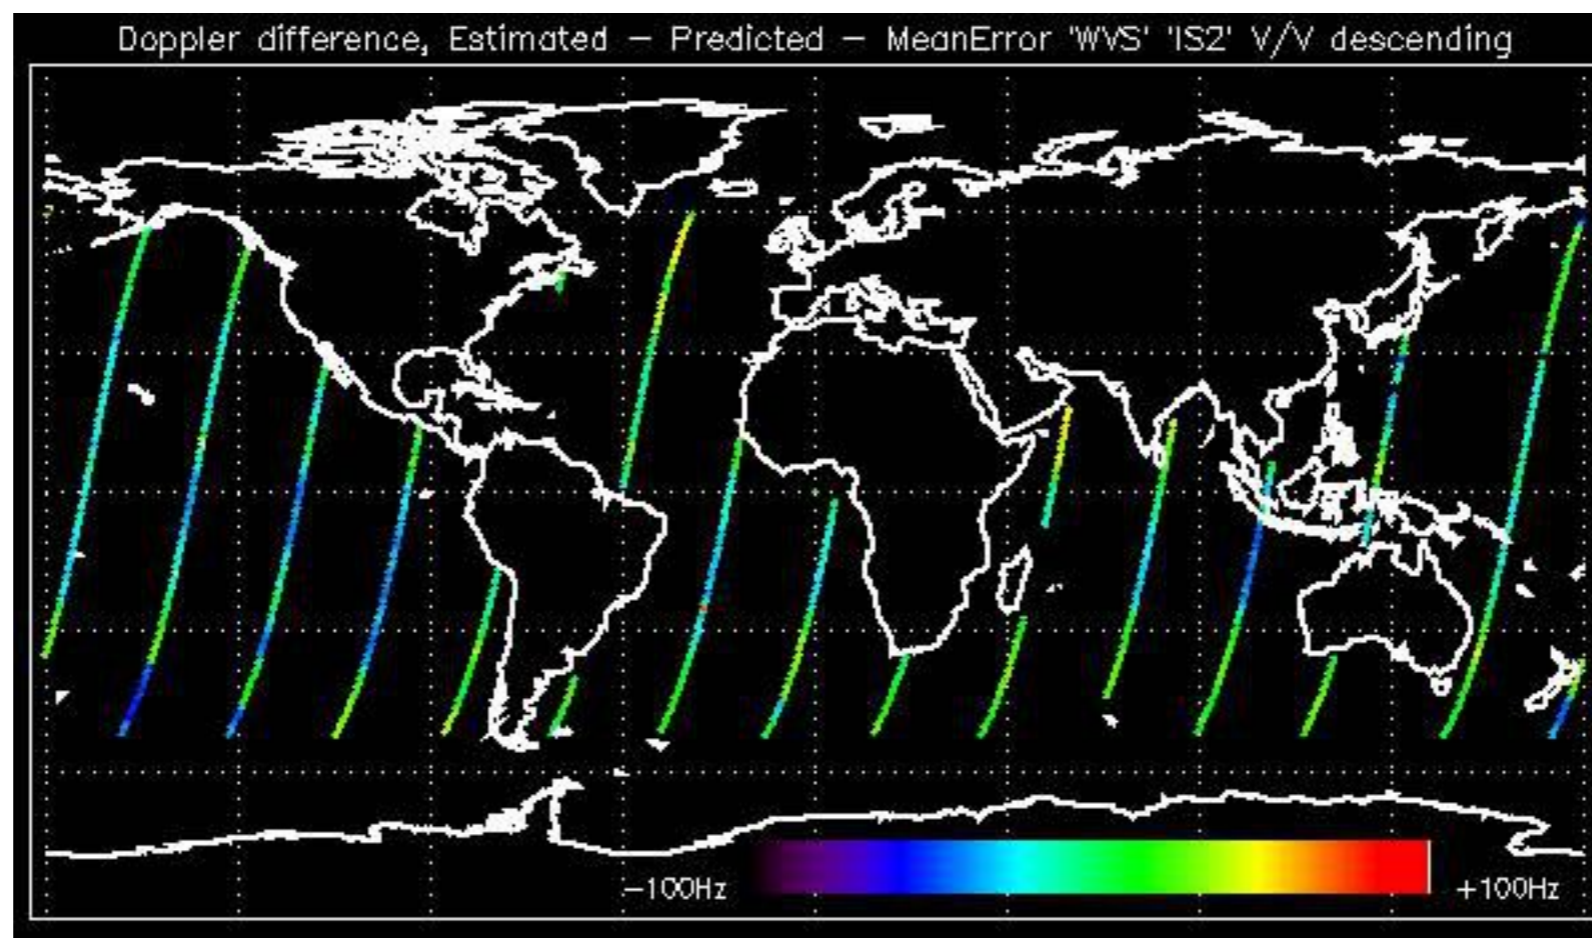 Doppler difference, Estimated – Predicted – MeanError 'WVS' 'IS2' V/V descending
–100Hz
+100Hz